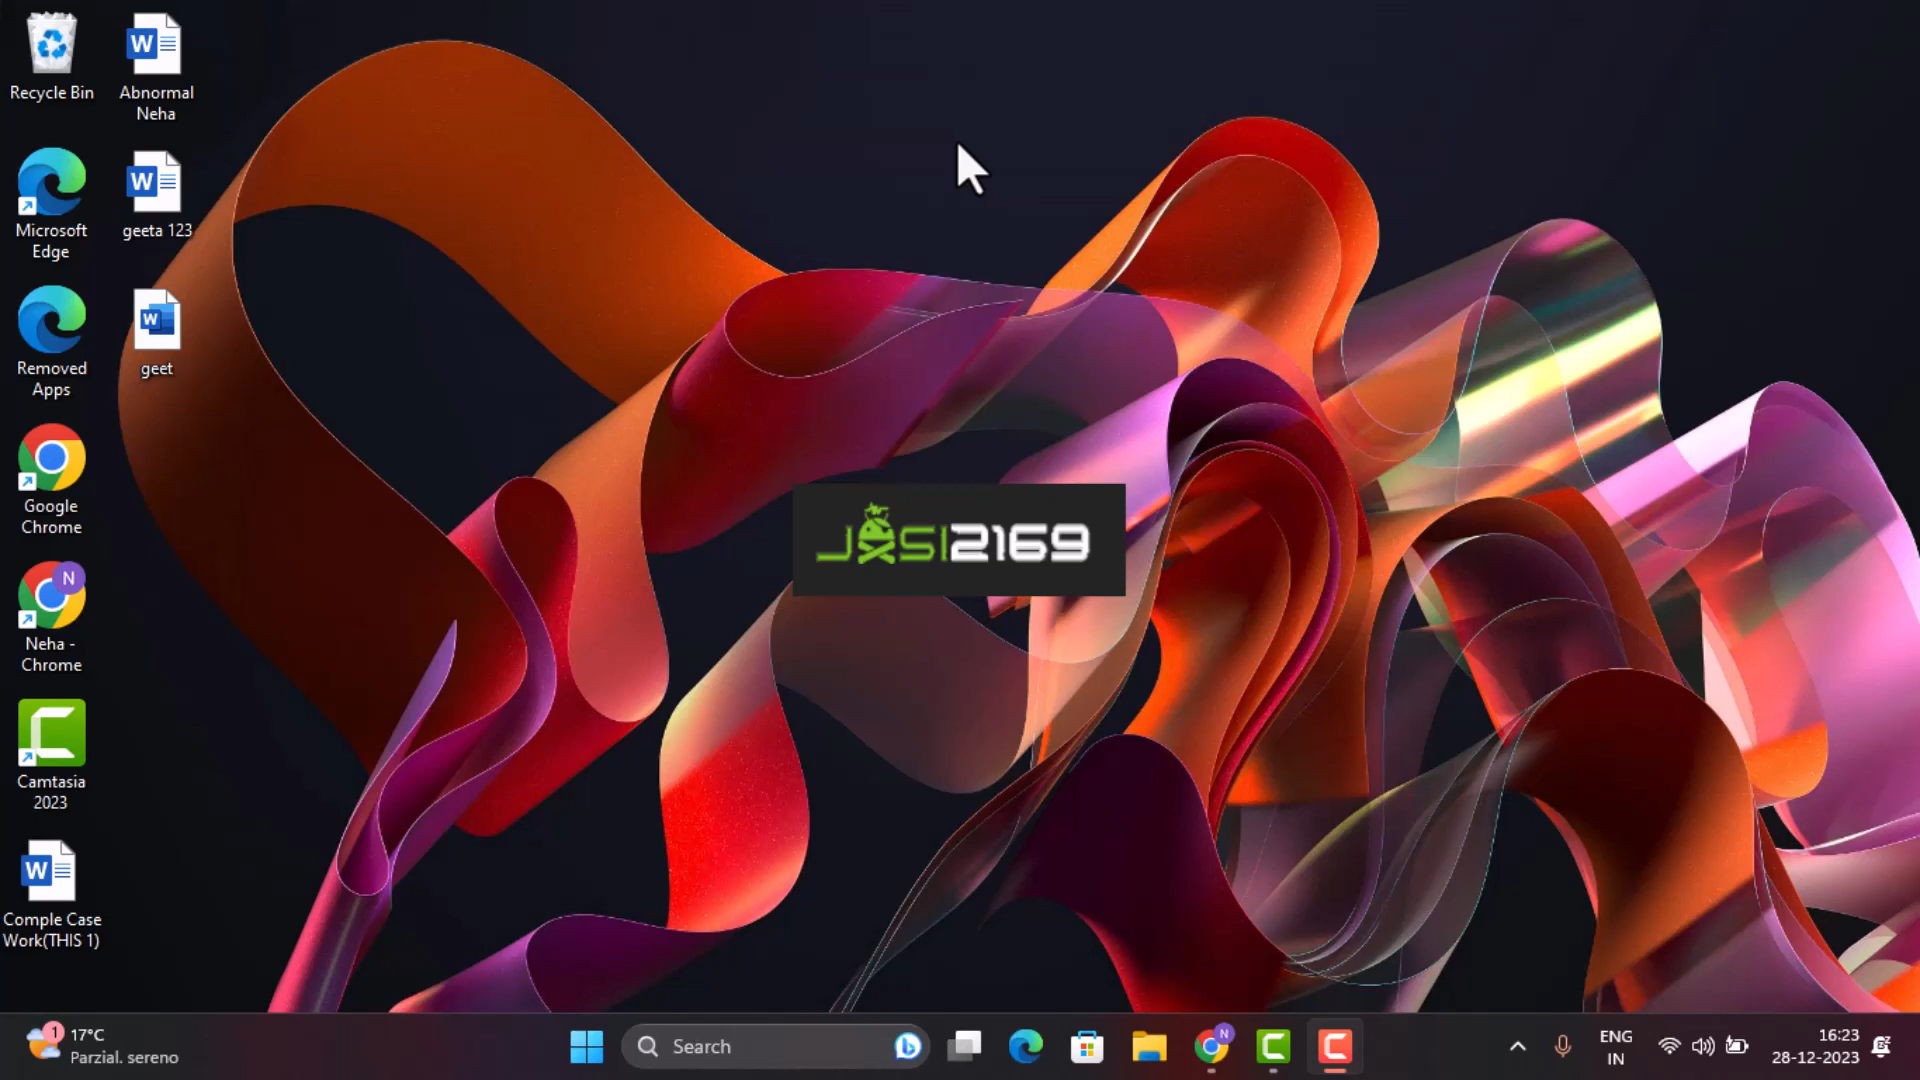 Recycle Bin
Abnormal
Neha
Microsoft
Edge
geeta 123
Removed
Apps
geet
Google
Chrome
N
Neha -
Chrome
Camtasia
2023
Comple Case
Work(THIS 1)
JASI2169
1
17°C
Parzial. sereno
Search
N
ENG
IN
16:23
28-12-2023